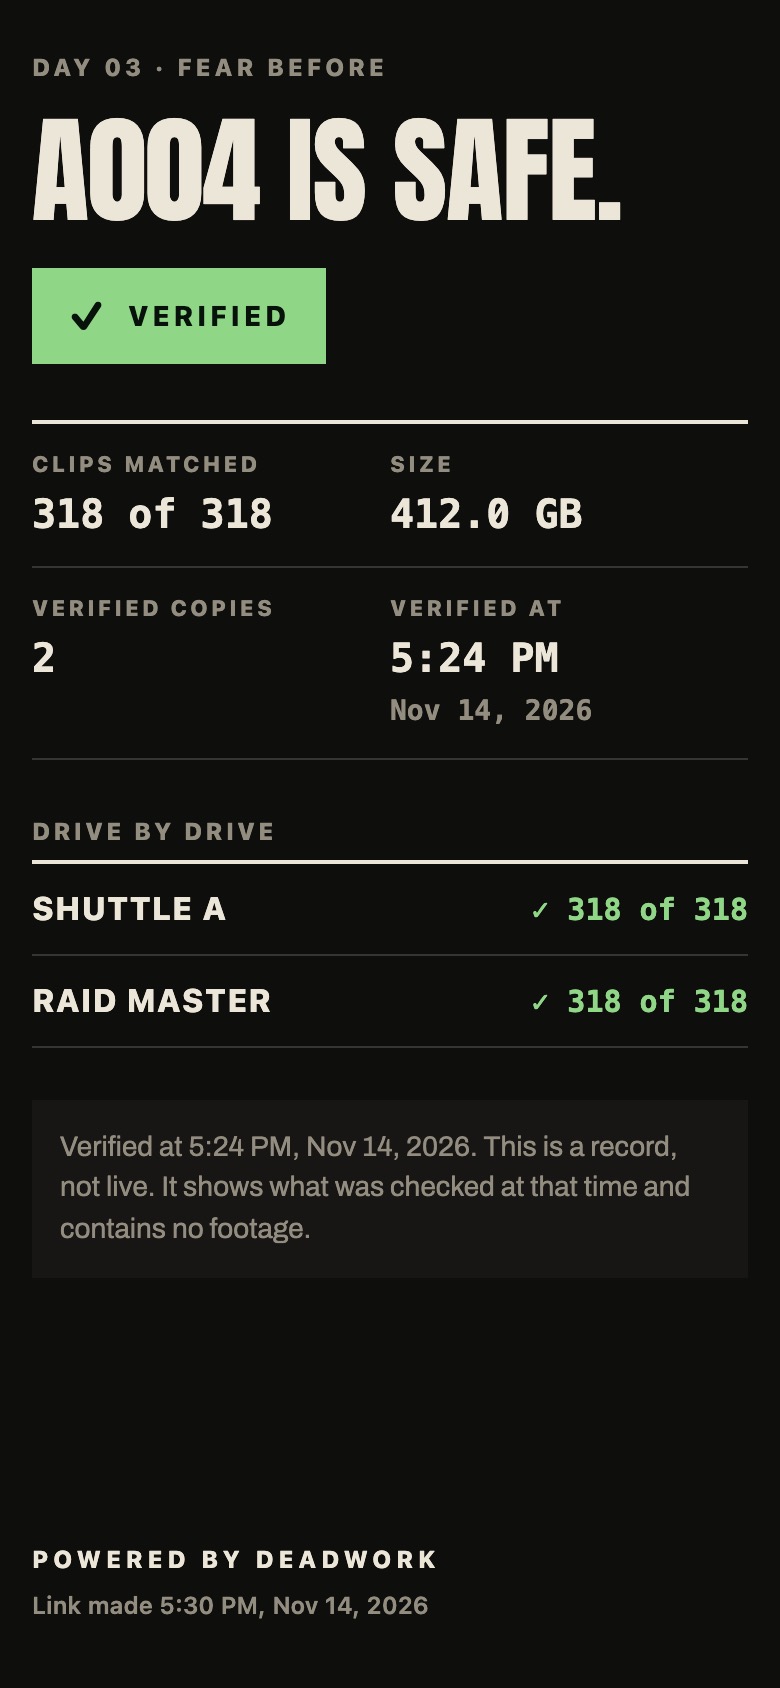 DAY 03 · FEAR BEFORE
A004 IS SAFE.
✓ VERIFIED
CLIPS MATCHED
318 of 318
SIZE
412.0 GB
VERIFIED COPIES
2
VERIFIED AT
5:24 PM
Nov 14, 2026
DRIVE BY DRIVE
SHUTTLE A ✓ 318 of 318
RAID MASTER ✓ 318 of 318
Verified at 5:24 PM, Nov 14, 2026. This is a record,
not live. It shows what was checked at that time and
contains no footage.
POWERED BY DEADWORK
Link made 5:30 PM, Nov 14, 2026